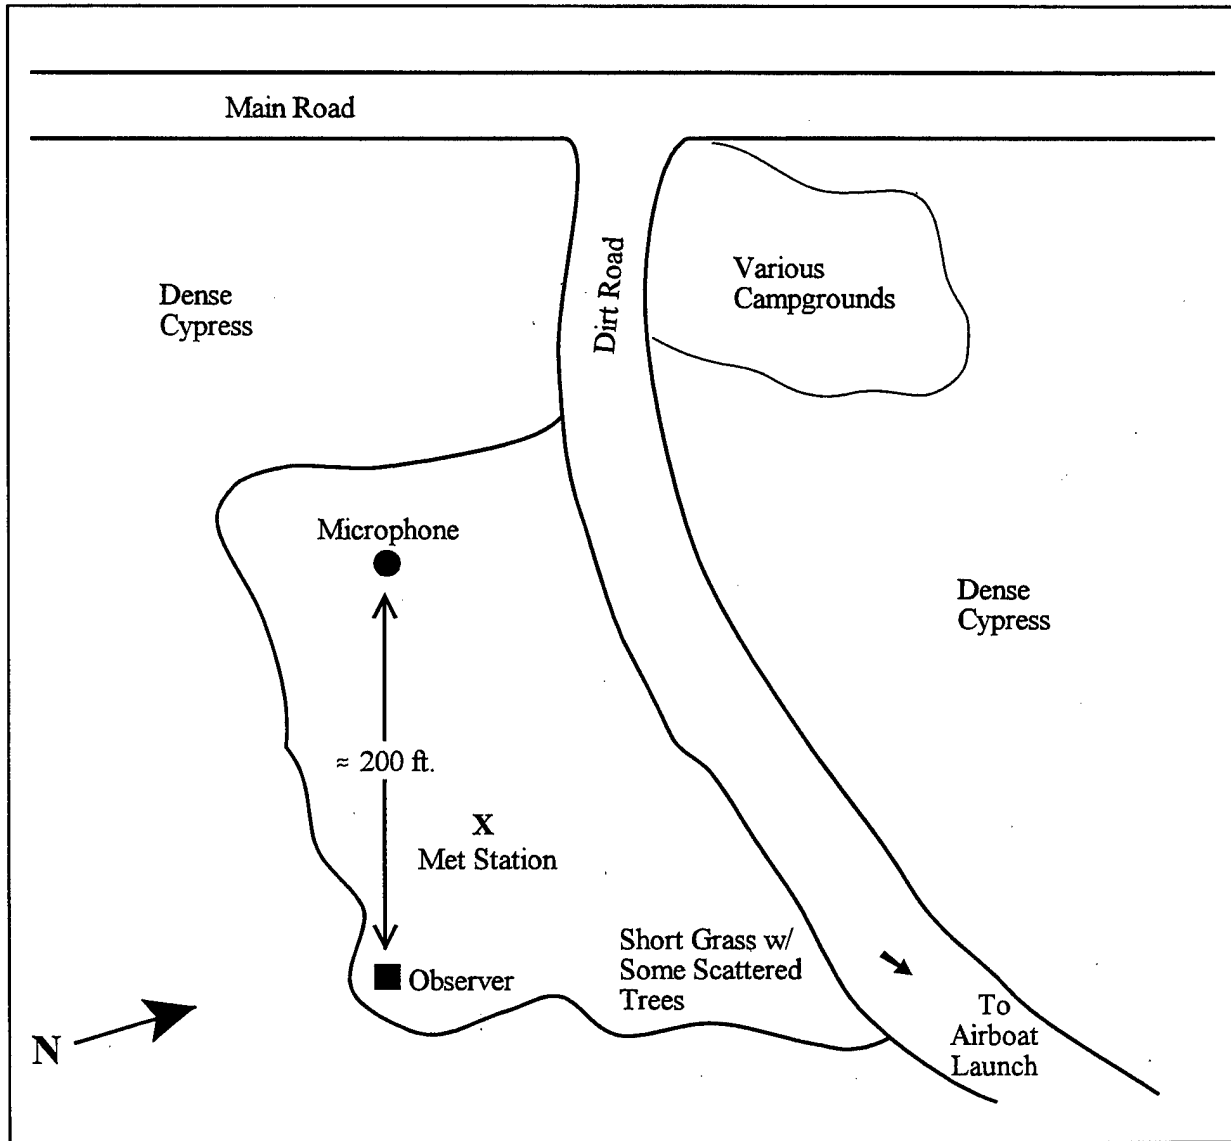 Main Road
Dirt Road
Various
Campgrounds
Dense
Cypress
Microphone
Dense
Cypress
≈ 200 ft.
X
Met Station
Short Grass w/
Some Scattered
Trees
Observer
To
Airboat
Launch
N